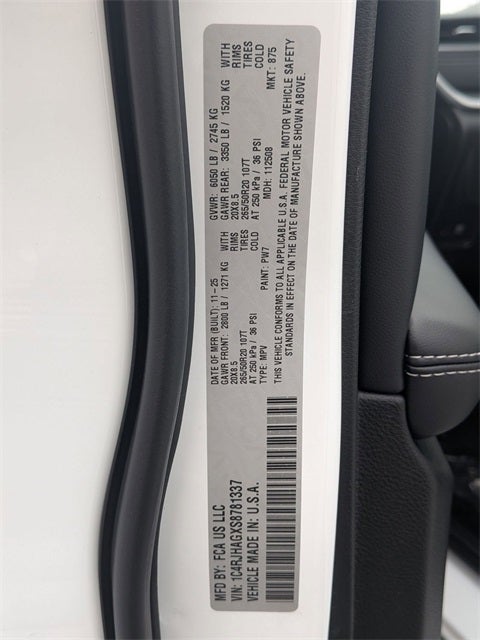 MFD BY: FCA US LLC
VIN: 1C4RJHAGXS8781337
VEHICLE MADE IN: U.S.A.
DATE OF MFR (BUILT): 11-25 GVWR: 6050 LB / 2745 KG
GAWR FRONT: 2800 LB / 1271 KG WITH GAWR REAR: 3350 LB / 1520 KG WITH
20X8.5 RIMS 20X8.5 RIMS
265/50R20 107T TIRES 265/50R20 107T TIRES
AT 250 kPa / 36 PSI COLD AT 250 kPa / 36 PSI COLD
TYPE: MPV PAINT: PW7 MDH: 112508 MKT: 875
THIS VEHICLE CONFORMS TO ALL APPLICABLE U.S.A. FEDERAL MOTOR VEHICLE SAFETY
STANDARDS IN EFFECT ON THE DATE OF MANUFACTURE SHOWN ABOVE.